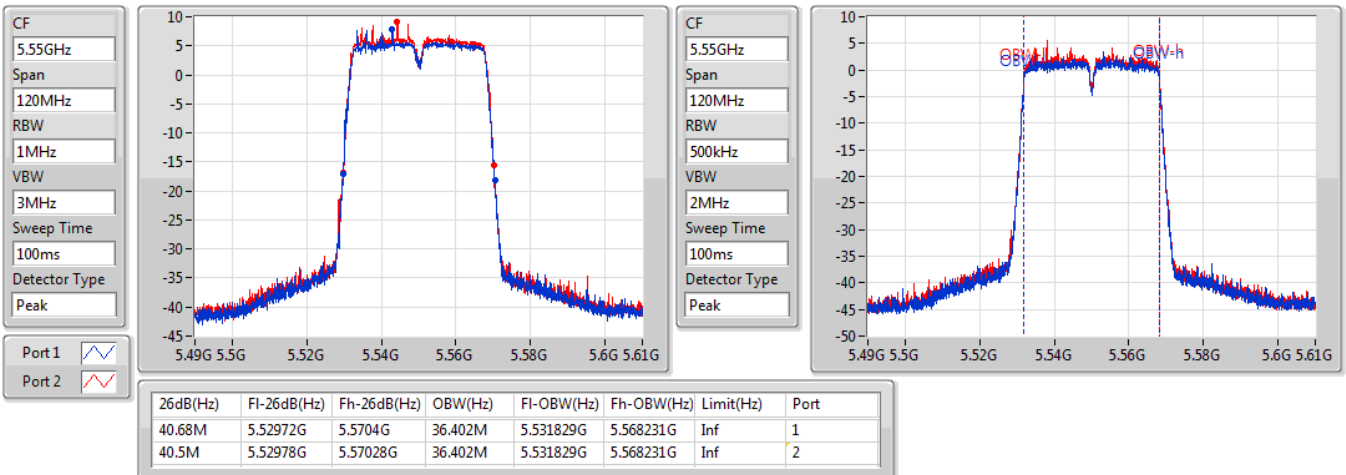 CF
5.55GHz
Span
120MHz
RBW
1MHz
VBW
3MHz
Sweep Time
100ms
Detector Type
Peak
Port 1
Port 2
10
5
0
-5
-10
-15
-20
-25
-30
-35
-40
-45
5.49G 5.5G 5.52G 5.54G 5.56G 5.58G 5.6G 5.61G
CF
5.55GHz
Span
120MHz
RBW
500kHz
VBW
2MHz
Sweep Time
100ms
Detector Type
Peak
10
5
0
-5
-10
-15
-20
-25
-30
-35
-40
-45
-50
OBW-l OBW-h
5.49G 5.5G 5.52G 5.54G 5.56G 5.58G 5.6G 5.61G
26dB(Hz) Fl-26dB(Hz) Fh-26dB(Hz) OBW(Hz) Fl-OBW(Hz) Fh-OBW(Hz) Limit(Hz) Port
40.68M 5.52972G 5.5704G 36.402M 5.531829G 5.568231G Inf 1
40.5M 5.52978G 5.57028G 36.402M 5.531829G 5.568231G Inf 2